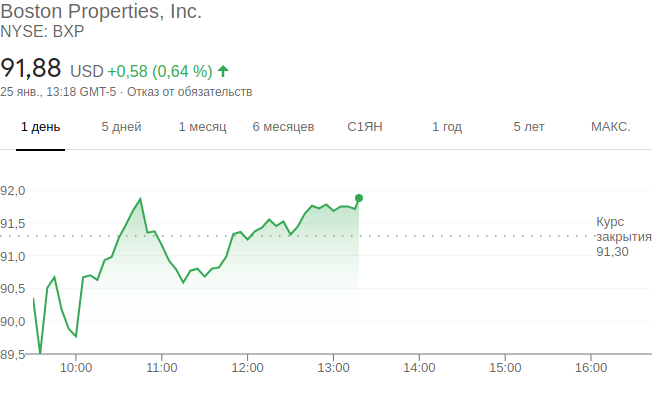 Boston Properties, Inc.
NYSE: BXP
91,88 USD +0,58 (0,64 %)
25 янв., 13:18 GMT-5 · Отказ от обязательств
1 день 5 дней 1 месяц 6 месяцев С1ЯН 1 год 5 лет МАКС.
92,0
91,5
91,0
90,5
90,0
89,5
Курс
закрытия
91,30
10:00 11:00 12:00 13:00 14:00 15:00 16:00